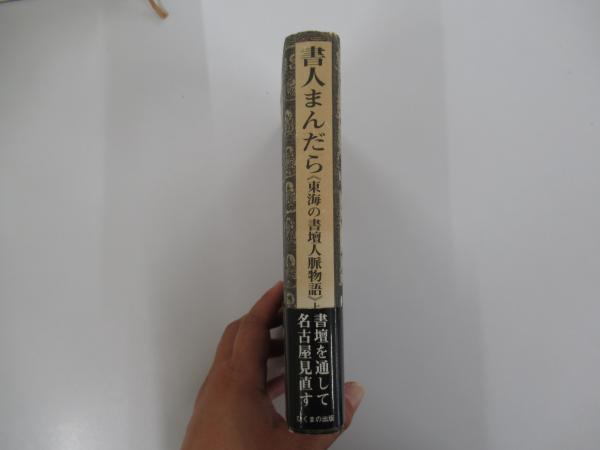 書人まんだら
《東海の書壇人脈物語》上
書壇を通して
名古屋見直す
ひくまの出版